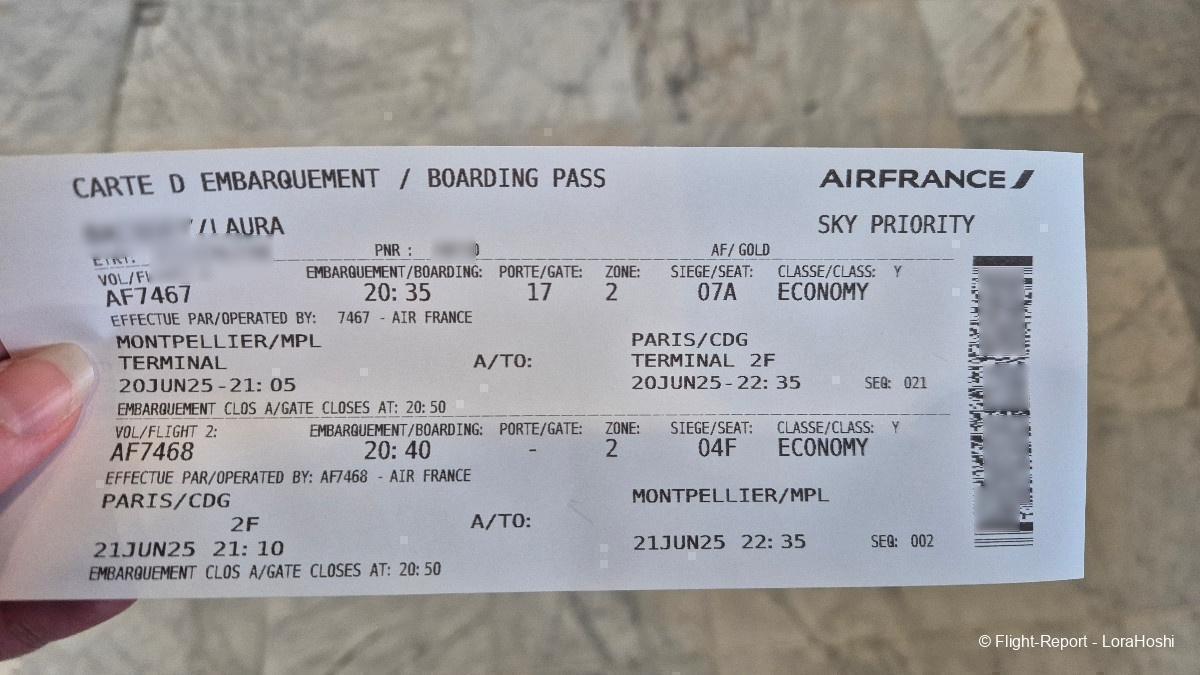 CARTE D EMBARQUEMENT / BOARDING PASS AIRFRANCE
/LAURA SKY PRIORITY
PNR : AF/GOLD
VOL/ EMBARQUEMENT/BOARDING: PORTE/GATE: ZONE: SIEGE/SEAT: CLASSE/CLASS: Y
AF7467 20:35 17 2 07A ECONOMY
EFFECTUE PAR/OPERATED BY: 7467 - AIR FRANCE
MONTPELLIER/MPL PARIS/CDG
TERMINAL A/TO: TERMINAL 2F
20JUN25-21:05 20JUN25-22:35 SEQ: 021
EMBARQUEMENT CLOS A/GATE CLOSES AT: 20:50
VOL/FLIGHT 2: EMBARQUEMENT/BOARDING: PORTE/GATE: ZONE: SIEGE/SEAT: CLASSE/CLASS: Y
AF7468 20:40 - 2 04F ECONOMY
EFFECTUE PAR/OPERATED BY: AF7468 - AIR FRANCE
PARIS/CDG MONTPELLIER/MPL
2F A/TO:
21JUN25 21:10 21JUN25 22:35 SEQ: 002
EMBARQUEMENT CLOS A/GATE CLOSES AT: 20:50
© Flight-Report - LoraHoshi